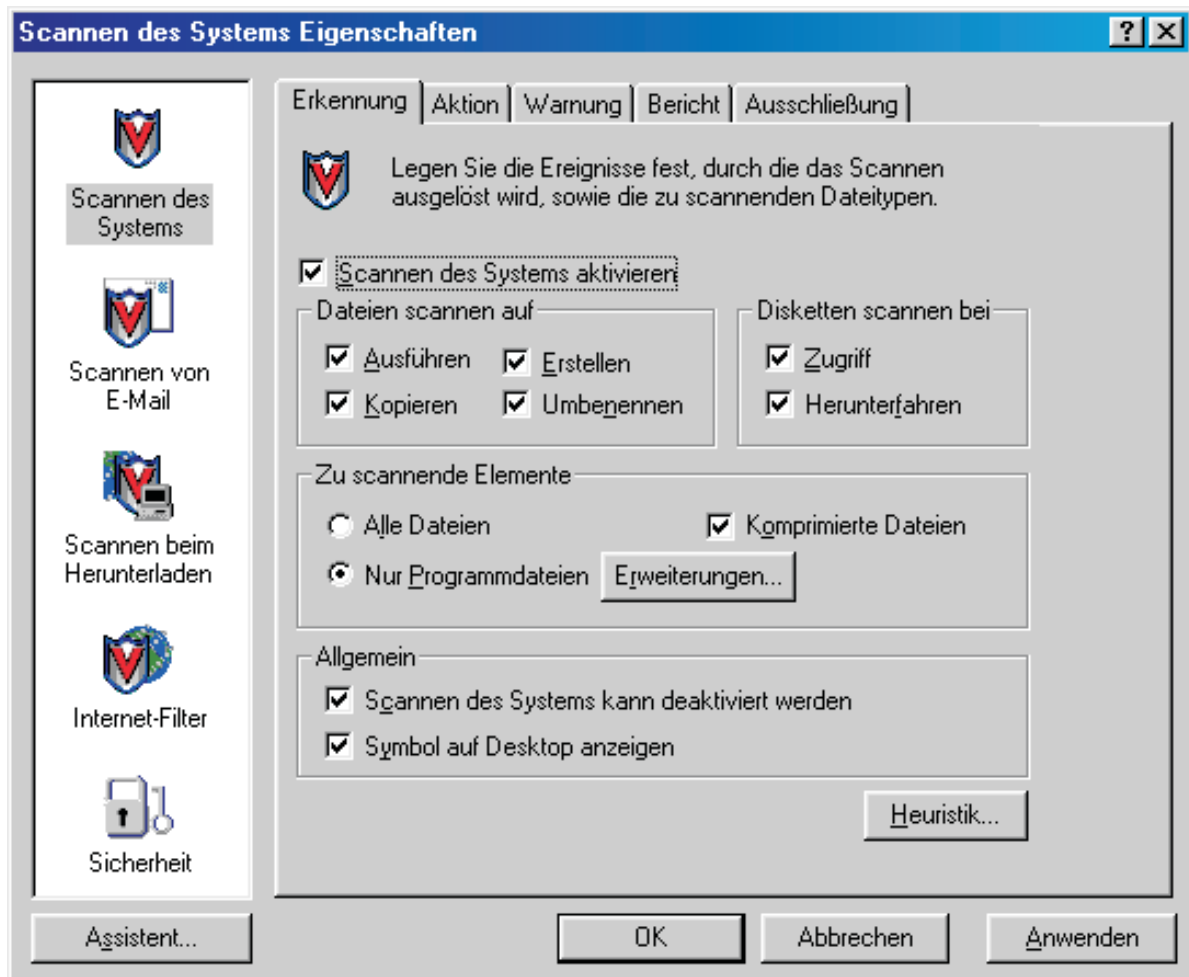 Scannen des Systems Eigenschaften
Scannen des
Systems
Scannen von
E-Mail
Scannen beim
Herunterladen
Internet-Filter
Sicherheit
Assistent...
Erkennung
Aktion
Warnung
Bericht
Ausschließung
Legen Sie die Ereignisse fest, durch die das Scannen
ausgelöst wird, sowie die zu scannenden Dateitypen.
Scannen des Systems aktivieren
Dateien scannen auf
Ausführen
Erstellen
Kopieren
Umbenennen
Disketten scannen bei
Zugriff
Herunterfahren
Zu scannende Elemente
Alle Dateien
Komprimierte Dateien
Nur Programmdateien
Erweiterungen...
Allgemein
Scannen des Systems kann deaktiviert werden
Symbol auf Desktop anzeigen
Heuristik...
OK
Abbrechen
Anwenden